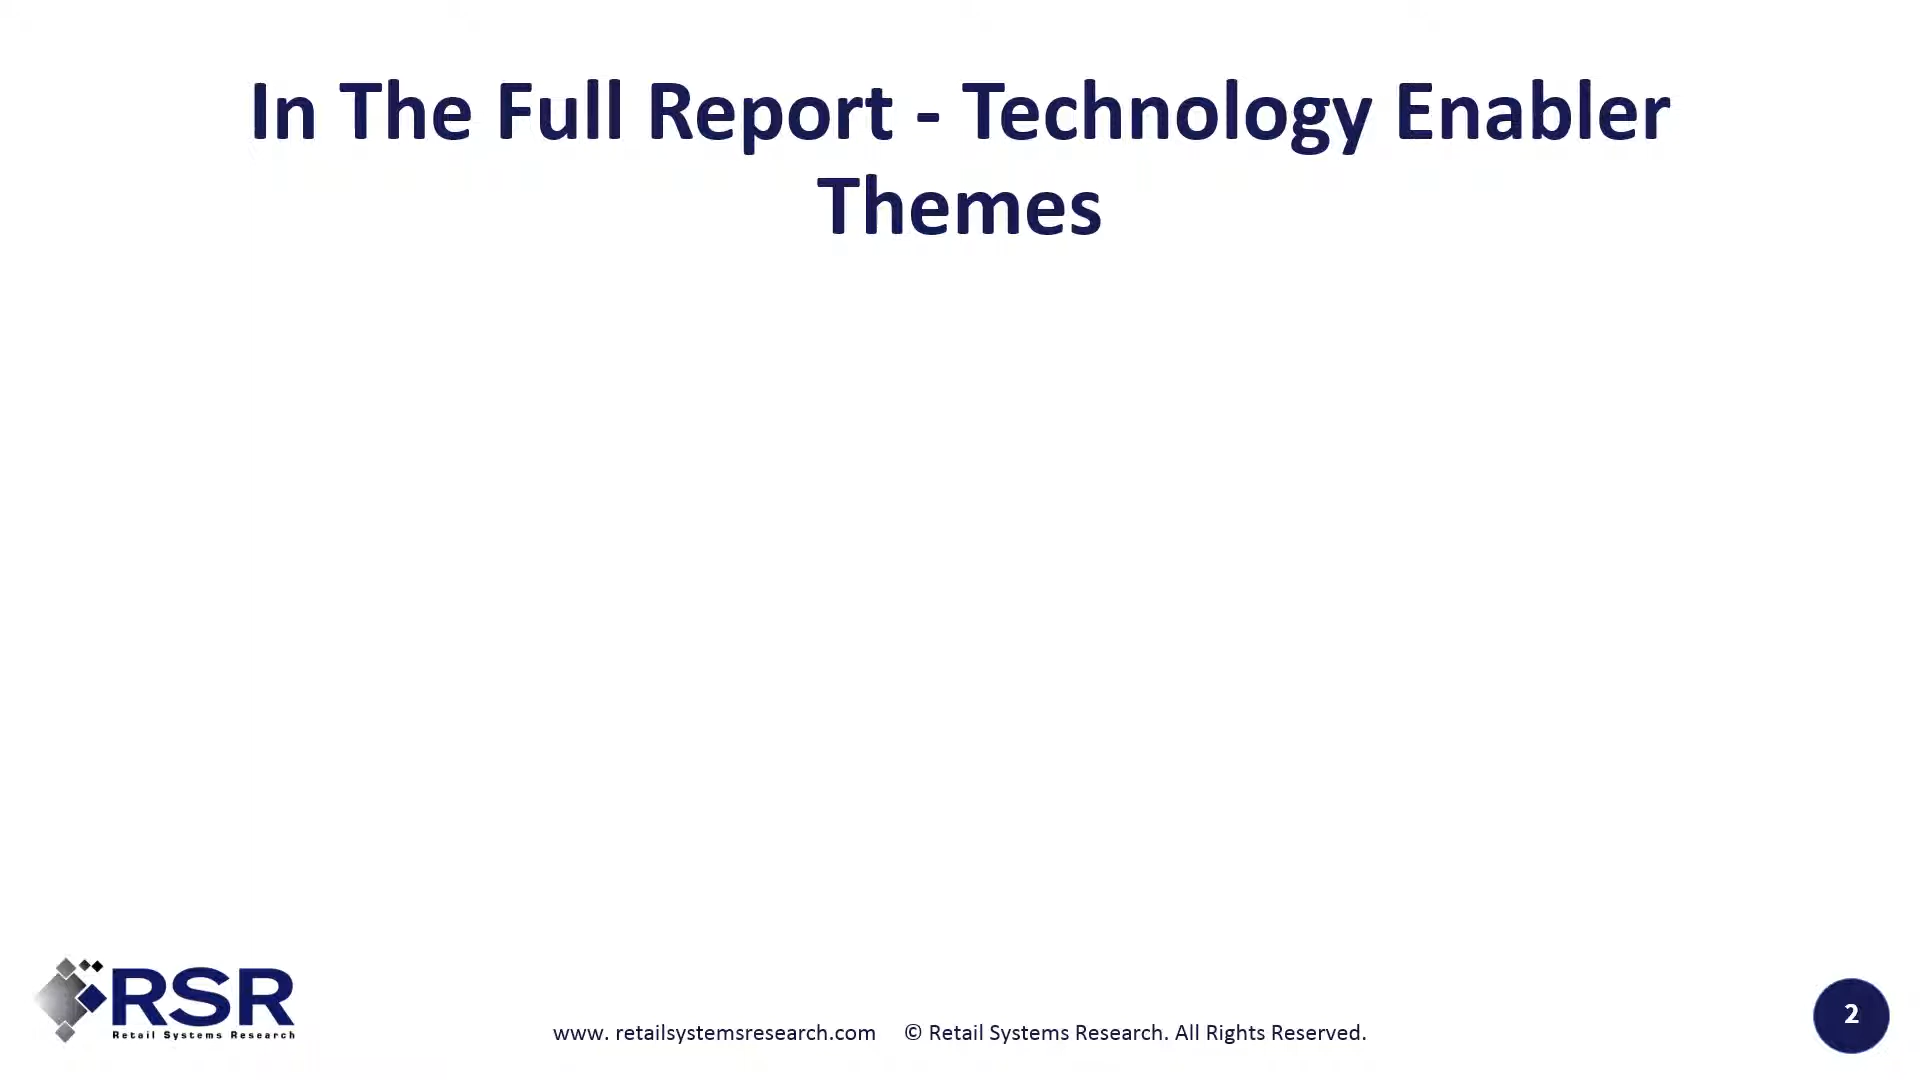 In The Full Report - Technology Enabler
Themes
RSR
Retail Systems Research
www. retailsystemsresearch.com © Retail Systems Research. All Rights Reserved.
2